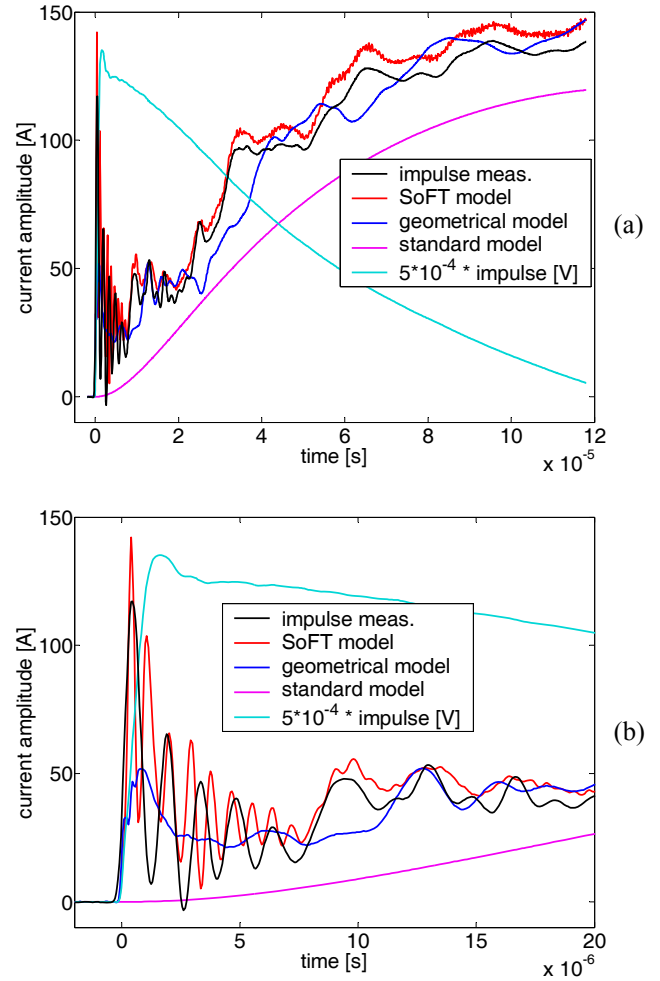 150
100
50
0
current amplitude [A]
impulse meas.
SoFT model
geometrical model
standard model
5*10⁻⁴ * impulse [V]
(a)
0 2 4 6 8 10 12
time [s]
x 10⁻⁵
150
100
50
0
current amplitude [A]
impulse meas.
SoFT model
geometrical model
standard model
5*10⁻⁴ * impulse [V]
(b)
0 5 10 15 20
time [s]
x 10⁻⁶